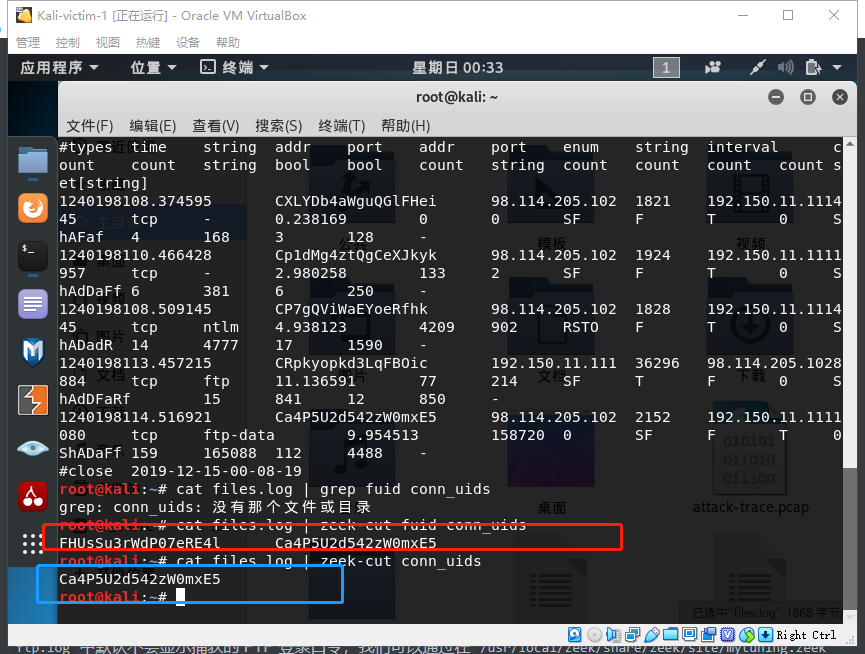 Kali-victim-1 [正在运行] - Oracle VM VirtualBox
管理 控制 视图 热键 设备 帮助
应用程序 位置 终端 星期日 00:33 1
root@kali: ~
文件(F) 编辑(E) 查看(V) 搜索(S) 终端(T) 帮助(H)
#types time string addr port addr port enum string interval c
ount count string bool bool count string count count count count s
et[string]
1240198108.374595 CXLYDb4aWguQGlFHei 98.114.205.102 1821 192.150.11.1114
45 tcp - 0.238169 0 0 SF F T 0 S
hAFaf 4 168 3 128 -
1240198110.466428 Cp1dMg4ztQgCeXJkyk 98.114.205.102 1924 192.150.11.1111
957 tcp - 2.980258 133 2 SF F T 0 S
hAdDaFf 6 381 6 250 -
1240198108.509145 CP7gQViWaEYoeRfhk 98.114.205.102 1828 192.150.11.1114
45 tcp ntlm 4.938123 4209 902 RSTO F T 0 S
hADadR 14 4777 17 1590 -
1240198113.457215 CRpkyopkd3LqFBOic 192.150.11.111 36296 98.114.205.1028
884 tcp ftp 11.136591 77 214 SF T F 0 S
hAdDFaRf 15 841 12 850 -
1240198114.516921 Ca4P5U2d542zW0mxE5 98.114.205.102 2152 192.150.11.1111
080 tcp ftp-data 9.954513 158720 0 SF F T 0
ShADaFf 159 165088 112 4488 -
#close 2019-12-15-00-08-19
root@kali:~# cat files.log | grep fuid conn_uids
grep: conn_uids: 没有那个文件或目录
root@kali:~# cat files.log | zeek-cut fuid conn_uids
FHUsSu3rWdP07eRE4l Ca4P5U2d542zW0mxE5
root@kali:~# cat files.log | zeek-cut conn_uids
Ca4P5U2d542zW0mxE5
root@kali:~#
模板
视频
文档
下载
桌面
attack-trace.pcap
已选中"files.log" (868 字节)
Right Ctrl